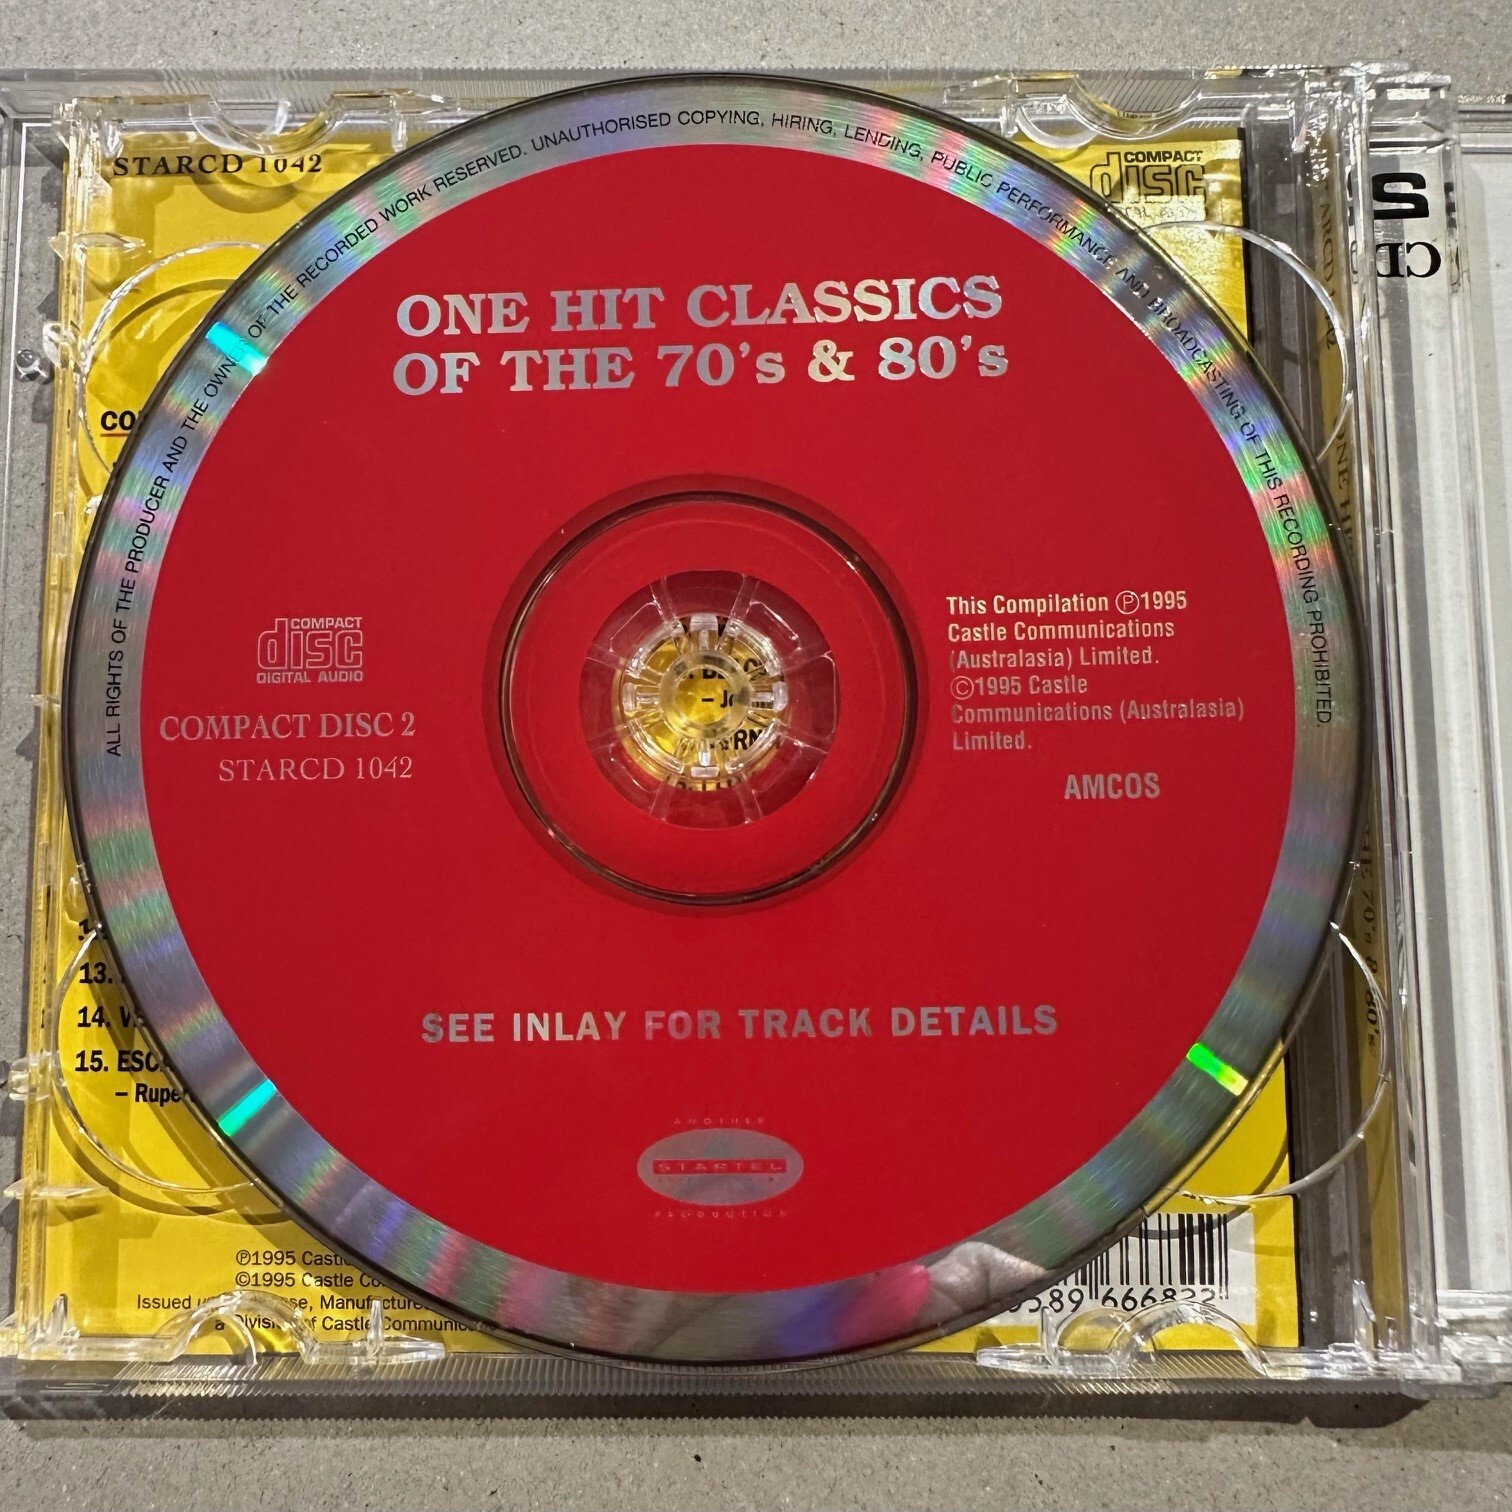 STARCD 1042
COMPACT
disc
ALL RIGHTS OF THE PRODUCER AND THE OWNER OF THE RECORDED WORK RESERVED. UNAUTHORISED COPYING, HIRING, LENDING, PUBLIC PERFORMANCE AND BROADCASTING OF THIS RECORDING PROHIBITED.
ONE HIT CLASSICS
OF THE 70's & 80's
COMPACT
disc
DIGITAL AUDIO
COMPACT DISC 2
STARCD 1042
This Compilation ℗1995
Castle Communications
(Australasia) Limited.
©1995 Castle
Communications (Australasia)
Limited.
AMCOS
SEE INLAY FOR TRACK DETAILS
ANOTHER
STARTEL
PRODUCTION
13.
14.
15.
℗1995
©1995 Castle
Issued